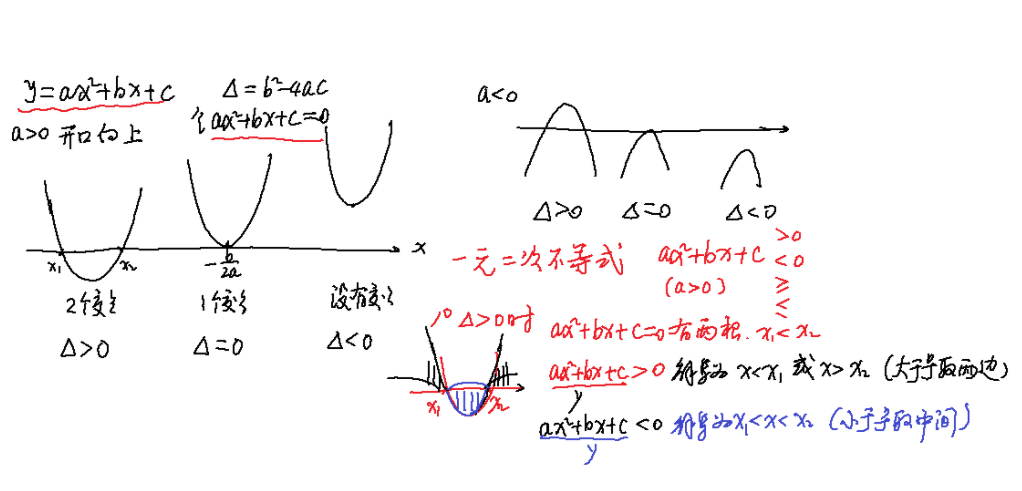 y=ax²+bx+c
Δ=b²-4ac
a>0 开口向上
ax²+bx+c=0
x₁
x₂
-b/2a
x
2个交点
1个交点
没有交点
Δ>0
Δ=0
Δ<0
a<0
Δ>0
Δ=0
Δ<0
一元二次不等式
ax²+bx+c
>0
<0
≥
≤
(a>0)
1° Δ>0时
ax²+bx+c=0有两根. x₁<x₂
x₁
x₂
ax²+bx+c>0 解集为 x<x₁ 或 x>x₂ (大于号取两边)
y
ax²+bx+c<0 解集为x₁<x<x₂ (小于号取中间)
y